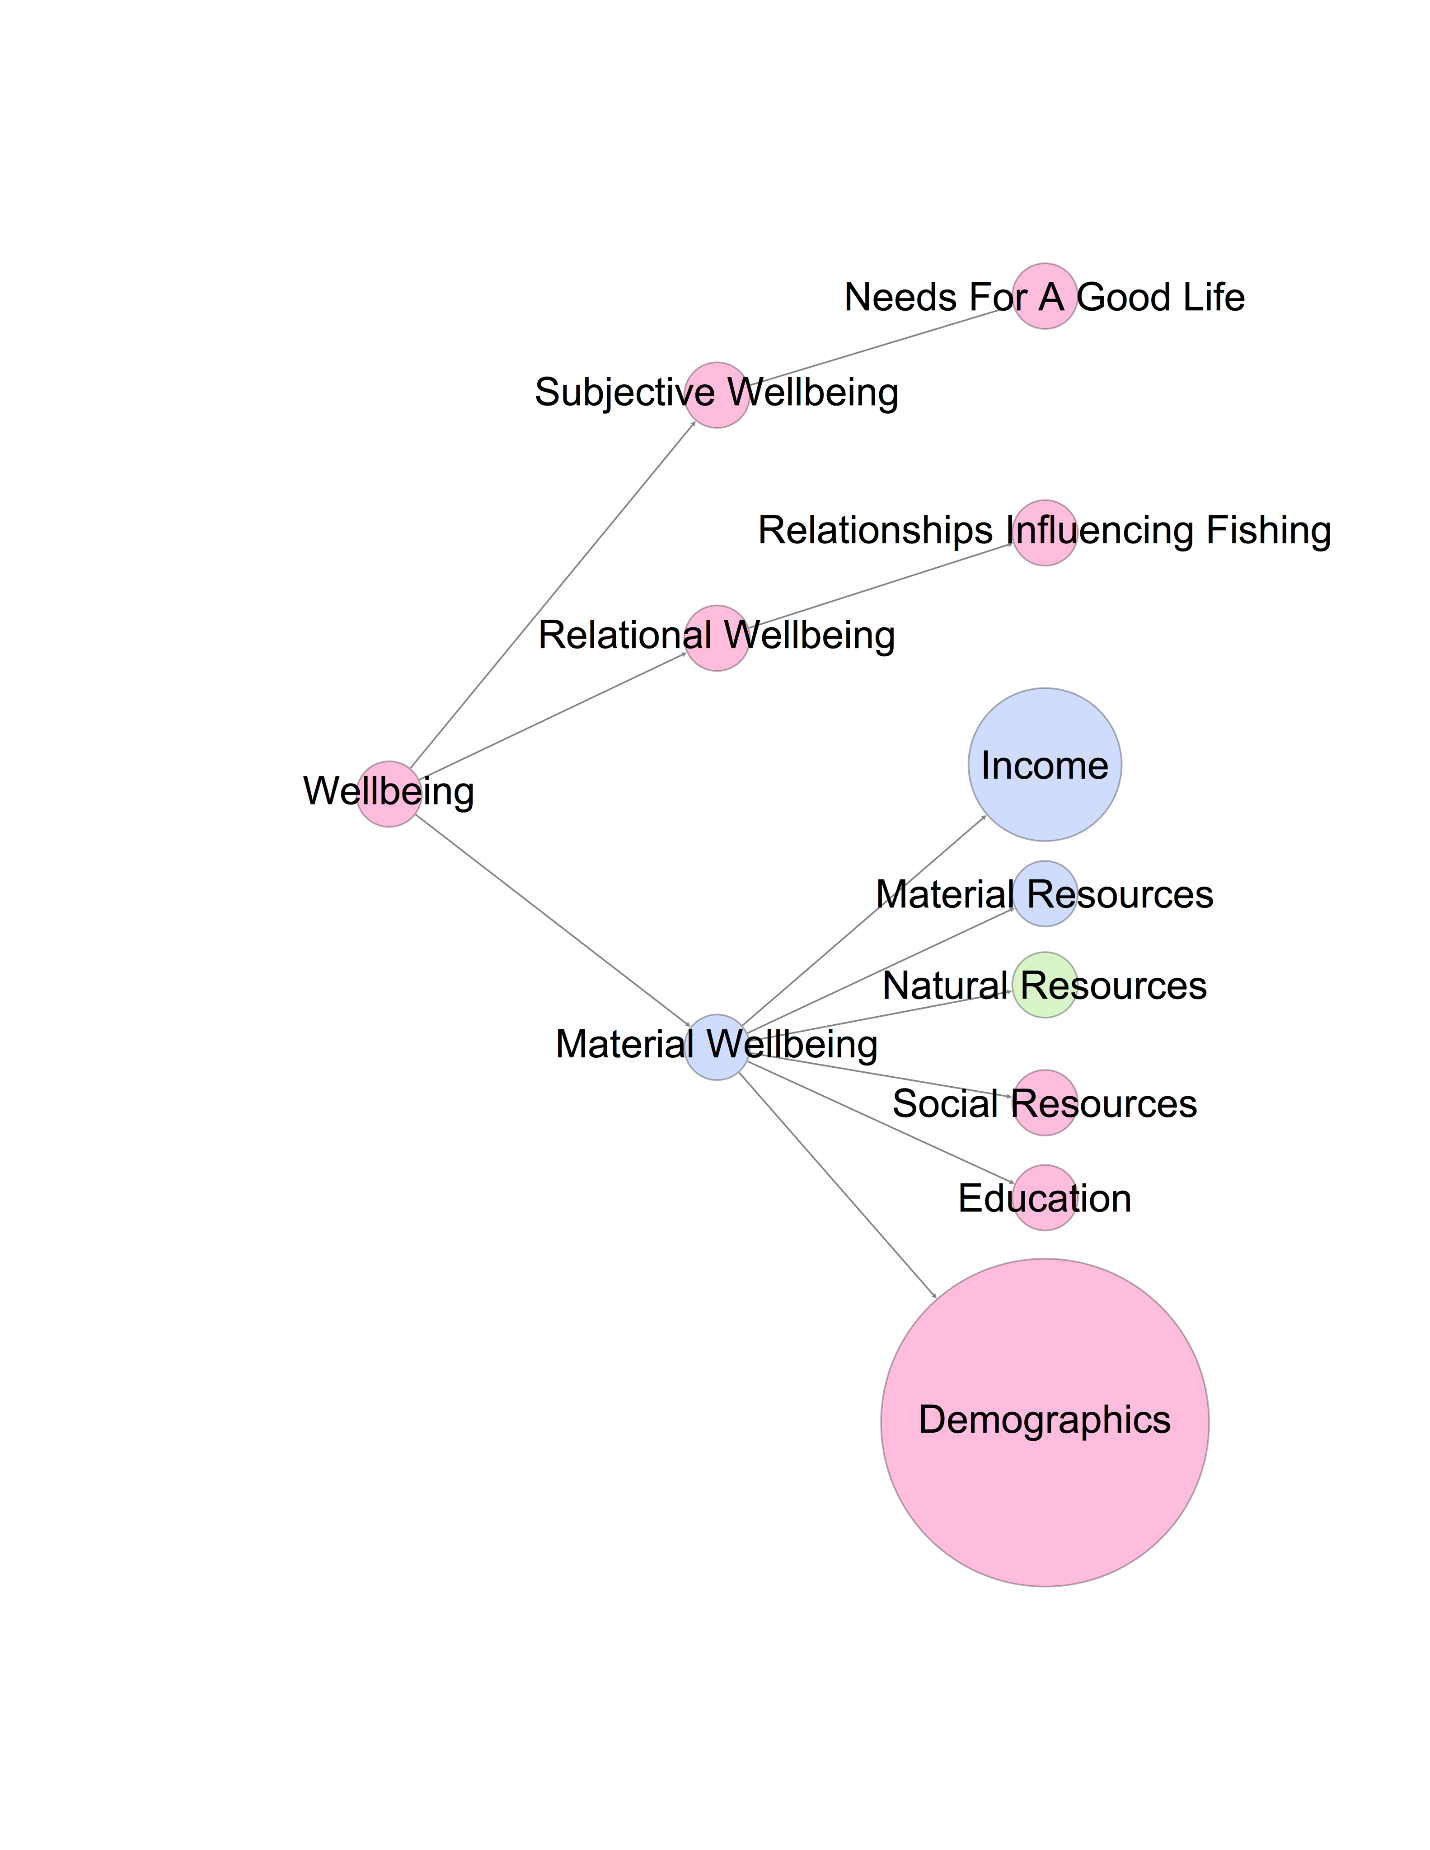 Needs For A Good Life
Subjective Wellbeing
Relationships Influencing Fishing
Relational Wellbeing
Income
Wellbeing
Material Resources
Natural Resources
Material Wellbeing
Social Resources
Education
Demographics